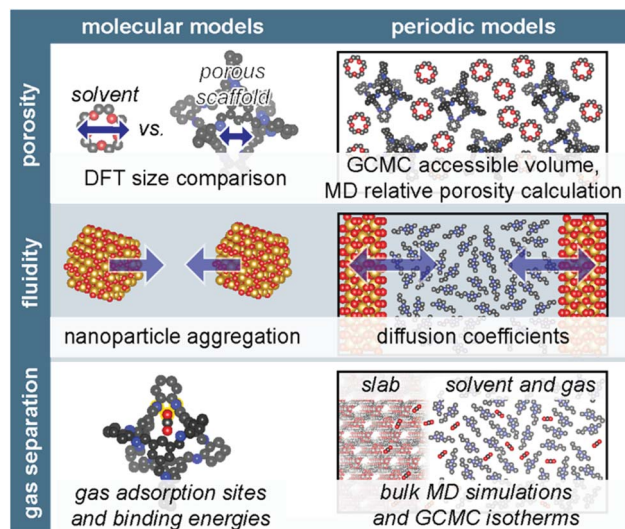 molecular models
periodic models
porosity
solvent
vs.
porous
scaffold
DFT size comparison
GCMC accessible volume,
MD relative porosity calculation
fluidity
nanoparticle aggregation
diffusion coefficients
gas separation
gas adsorption sites
and binding energies
slab
solvent and gas
bulk MD simulations
and GCMC isotherms